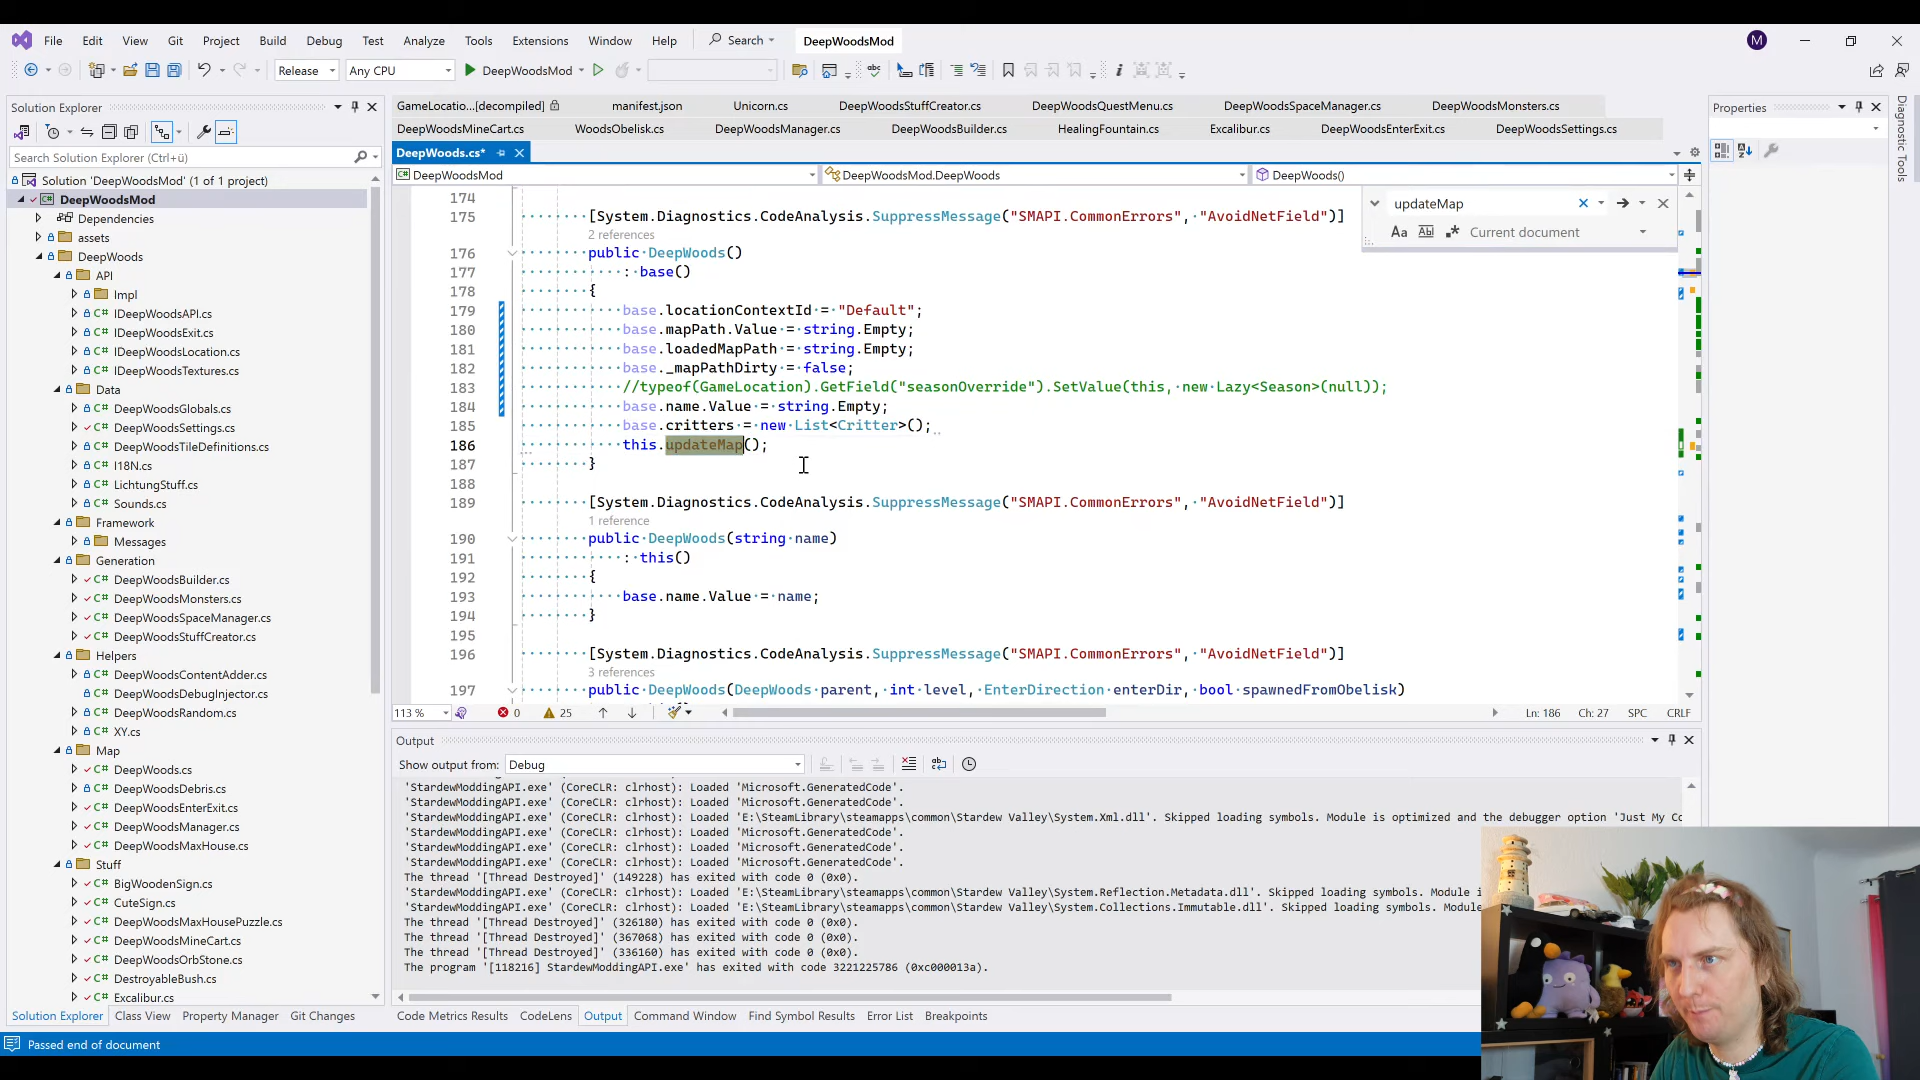 File Edit View Git Project Build Debug Test Analyze Tools Extensions Window Help Search DeepWoodsMod M
Release Any CPU DeepWoodsMod
Solution Explorer
Search Solution Explorer (Ctrl+ü)
Solution 'DeepWoodsMod' (1 of 1 project)
DeepWoodsMod
Dependencies
assets
DeepWoods
API
Impl
IDeepWoodsAPI.cs
IDeepWoodsExit.cs
IDeepWoodsLocation.cs
IDeepWoodsTextures.cs
Data
DeepWoodsGlobals.cs
DeepWoodsSettings.cs
DeepWoodsTileDefinitions.cs
I18N.cs
LichtungStuff.cs
Sounds.cs
Framework
Messages
Generation
DeepWoodsBuilder.cs
DeepWoodsMonsters.cs
DeepWoodsSpaceManager.cs
DeepWoodsStuffCreator.cs
Helpers
DeepWoodsContentAdder.cs
DeepWoodsDebugInjector.cs
DeepWoodsRandom.cs
XY.cs
Map
DeepWoods.cs
DeepWoodsDebris.cs
DeepWoodsEnterExit.cs
DeepWoodsManager.cs
DeepWoodsMaxHouse.cs
Stuff
BigWoodenSign.cs
CuteSign.cs
DeepWoodsMaxHousePuzzle.cs
DeepWoodsMineCart.cs
DeepWoodsOrbStone.cs
DestroyableBush.cs
Excalibur.cs
Solution Explorer Class View Property Manager Git Changes
GameLocatio...[decompiled] manifest.json Unicorn.cs DeepWoodsStuffCreator.cs DeepWoodsQuestMenu.cs DeepWoodsSpaceManager.cs DeepWoodsMonsters.cs
DeepWoodsMineCart.cs WoodsObelisk.cs DeepWoodsManager.cs DeepWoodsBuilder.cs HealingFountain.cs Excalibur.cs DeepWoodsEnterExit.cs DeepWoodsSettings.cs
DeepWoods.cs*
DeepWoodsMod DeepWoodsMod.DeepWoods DeepWoods()
updateMap
Aa Current document
174
175 [System.Diagnostics.CodeAnalysis.SuppressMessage("SMAPI.CommonErrors", "AvoidNetField")]
2 references
176 public DeepWoods()
177 : base()
178 {
179 base.locationContextId = "Default";
180 base.mapPath.Value = string.Empty;
181 base.loadedMapPath = string.Empty;
182 base._mapPathDirty = false;
183 //typeof(GameLocation).GetField("seasonOverride").SetValue(this, new Lazy<Season>(null));
184 base.name.Value = string.Empty;
185 base.critters = new List<Critter>();
186 this.updateMap();
187 }
188
189 [System.Diagnostics.CodeAnalysis.SuppressMessage("SMAPI.CommonErrors", "AvoidNetField")]
1 reference
190 public DeepWoods(string name)
191 : this()
192 {
193 base.name.Value = name;
194 }
195
196 [System.Diagnostics.CodeAnalysis.SuppressMessage("SMAPI.CommonErrors", "AvoidNetField")]
3 references
197 public DeepWoods(DeepWoods parent, int level, EnterDirection enterDir, bool spawnedFromObelisk)
113 % 0 25 Ln: 186 Ch: 27 SPC CRLF
Output
Show output from: Debug
'StardewModdingAPI.exe' (CoreCLR: clrhost): Loaded 'Microsoft.GeneratedCode'.
'StardewModdingAPI.exe' (CoreCLR: clrhost): Loaded 'Microsoft.GeneratedCode'.
'StardewModdingAPI.exe' (CoreCLR: clrhost): Loaded 'E:\SteamLibrary\steamapps\common\Stardew Valley\System.Xml.dll'. Skipped loading symbols. Module is optimized and the debugger option 'Just My Co
'StardewModdingAPI.exe' (CoreCLR: clrhost): Loaded 'Microsoft.GeneratedCode'.
'StardewModdingAPI.exe' (CoreCLR: clrhost): Loaded 'Microsoft.GeneratedCode'.
'StardewModdingAPI.exe' (CoreCLR: clrhost): Loaded 'Microsoft.GeneratedCode'.
The thread '[Thread Destroyed]' (149228) has exited with code 0 (0x0).
'StardewModdingAPI.exe' (CoreCLR: clrhost): Loaded 'E:\SteamLibrary\steamapps\common\Stardew Valley\System.Reflection.Metadata.dll'. Skipped loading symbols. Module i
'StardewModdingAPI.exe' (CoreCLR: clrhost): Loaded 'E:\SteamLibrary\steamapps\common\Stardew Valley\System.Collections.Immutable.dll'. Skipped loading symbols. Modul
The thread '[Thread Destroyed]' (326180) has exited with code 0 (0x0).
The thread '[Thread Destroyed]' (367068) has exited with code 0 (0x0).
The thread '[Thread Destroyed]' (336160) has exited with code 0 (0x0).
The program '[118216] StardewModdingAPI.exe' has exited with code 3221225786 (0xc000013a).
Code Metrics Results CodeLens Output Command Window Find Symbol Results Error List Breakpoints
Properties
Diagnostic Tools
Passed end of document